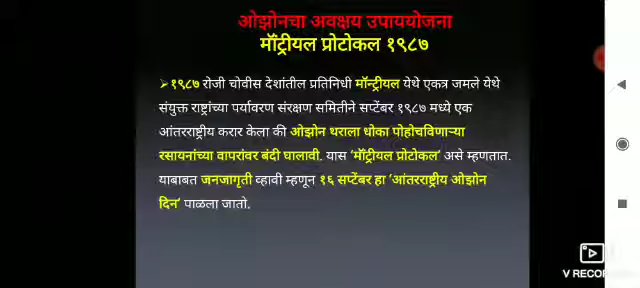 ओझोनचा अवक्षय उपाययोजना
मॉंट्रीयल प्रोटोकल १९८७
➢१९८७ रोजी चोवीस देशांतील प्रतिनिधी मॉन्ट्रीयल येथे एकत्र जमले येथे
संयुक्त राष्ट्रांच्या पर्यावरण संरक्षण समितीने सप्टेंबर १९८७ मध्ये एक
आंतरराष्ट्रीय करार केला की ओझोन थराला धोका पोहोचविणाऱ्या
रसायनांच्या वापरांवर बंदी घालावी. यास 'मॉंट्रीयल प्रोटोकल' असे म्हणतात.
याबाबत जनजागृती व्हावी म्हणून १६ सप्टेंबर हा 'आंतरराष्ट्रीय ओझोन
दिन' पाळला जातो.
V RECOR